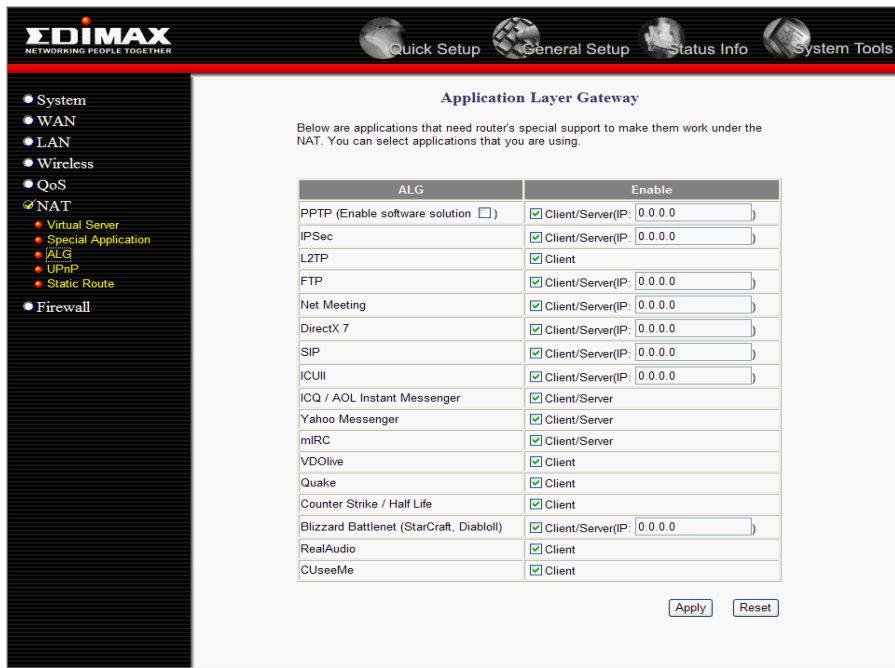 EDIMAX
NETWORKING PEOPLE TOGETHER
Quick Setup
General Setup
Status Info
System Tools
System
WAN
LAN
Wireless
QoS
NAT
Virtual Server
Special Application
ALG
UPnP
Static Route
Firewall
Application Layer Gateway
Below are applications that need router's special support to make them work under the
NAT. You can select applications that you are using.
ALG Enable
PPTP (Enable software solution ) Client/Server(IP: 0.0.0.0 )
IPSec Client/Server(IP: 0.0.0.0 )
L2TP Client
FTP Client/Server(IP: 0.0.0.0 )
Net Meeting Client/Server(IP: 0.0.0.0 )
DirectX 7 Client/Server(IP: 0.0.0.0 )
SIP Client/Server(IP: 0.0.0.0 )
ICUII Client/Server(IP: 0.0.0.0 )
ICQ / AOL Instant Messenger Client/Server
Yahoo Messenger Client/Server
mIRC Client/Server
VDOlive Client
Quake Client
Counter Strike / Half Life Client
Blizzard Battlenet (StarCraft, DiabloII) Client/Server(IP: 0.0.0.0 )
RealAudio Client
CUseeMe Client
Apply Reset